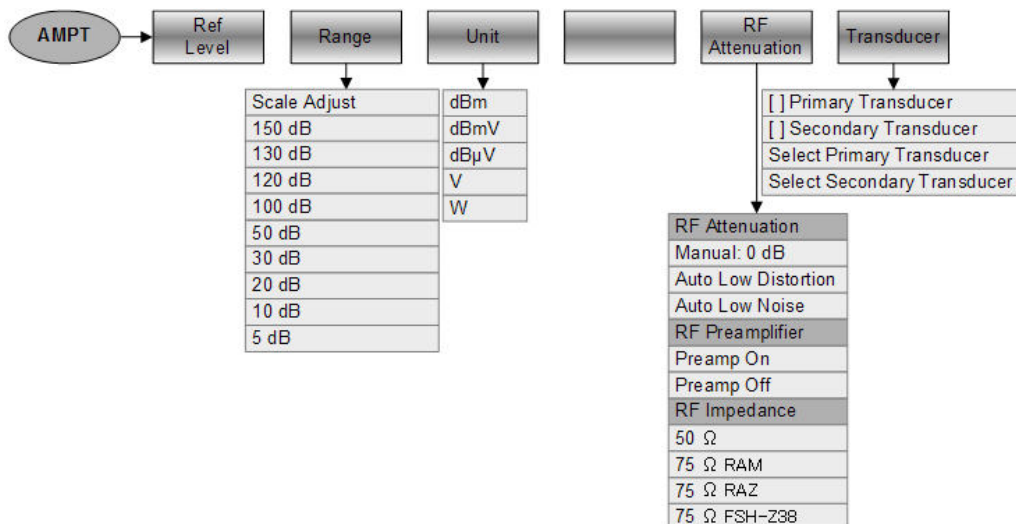 AMPT
Ref
Level
Range
Unit
RF
Attenuation
Transducer
Scale Adjust
150 dB
130 dB
120 dB
100 dB
50 dB
30 dB
20 dB
10 dB
5 dB
dBm
dBmV
dBµV
V
W
RF Attenuation
Manual: 0 dB
Auto Low Distortion
Auto Low Noise
RF Preamplifier
Preamp On
Preamp Off
RF Impedance
50 Ω
75 Ω RAM
75 Ω RAZ
75 Ω FSH-Z38
[ ] Primary Transducer
[ ] Secondary Transducer
Select Primary Transducer
Select Secondary Transducer